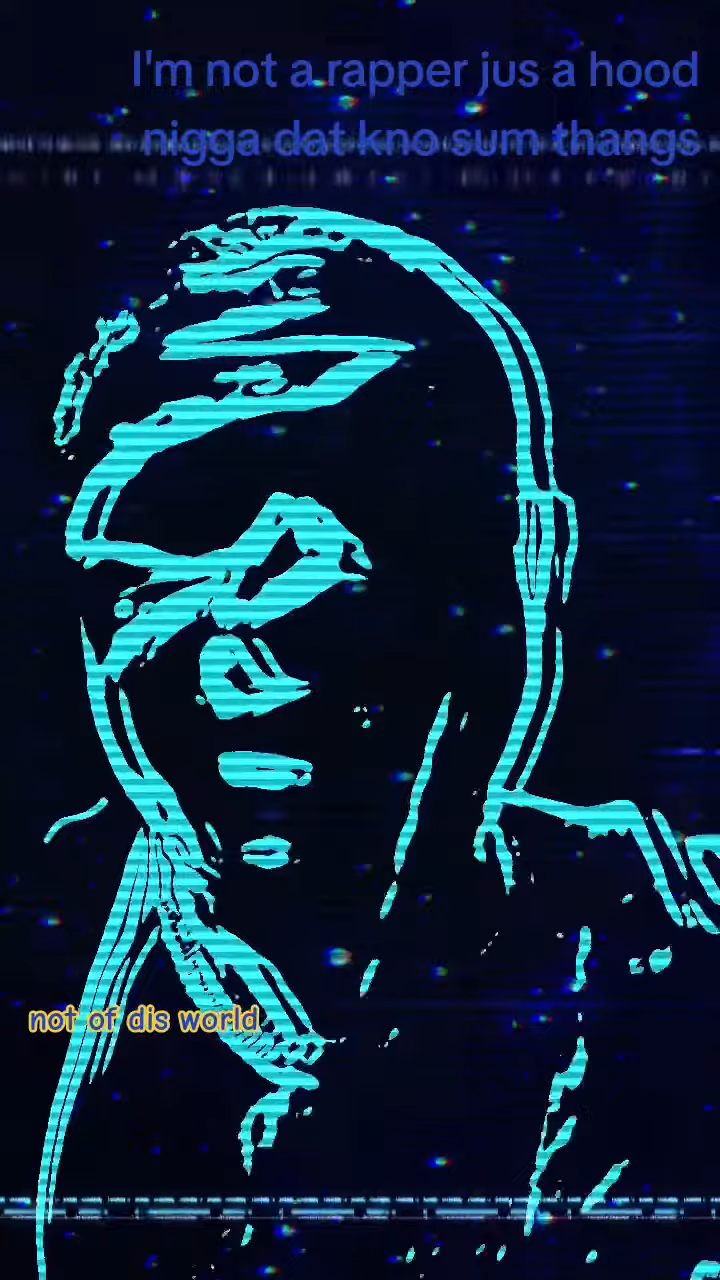 I'm not a rapper jus a hood
nigga dat kno sum thangs
not of dis world